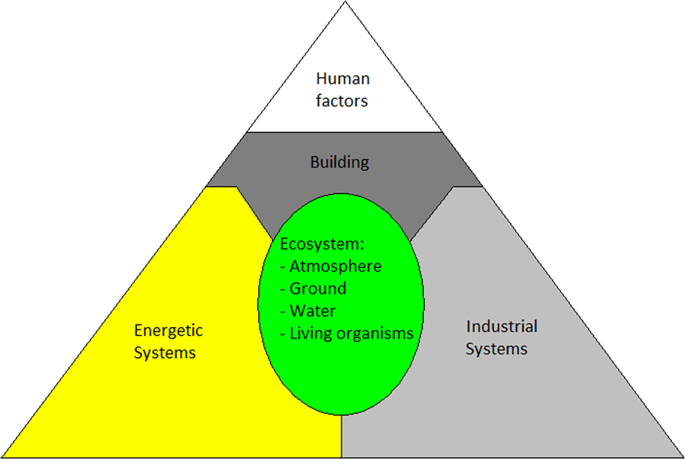 Human
factors
Building
Ecosystem:
- Atmosphere
- Ground
- Water
- Living organisms
Energetic
Systems
Industrial
Systems